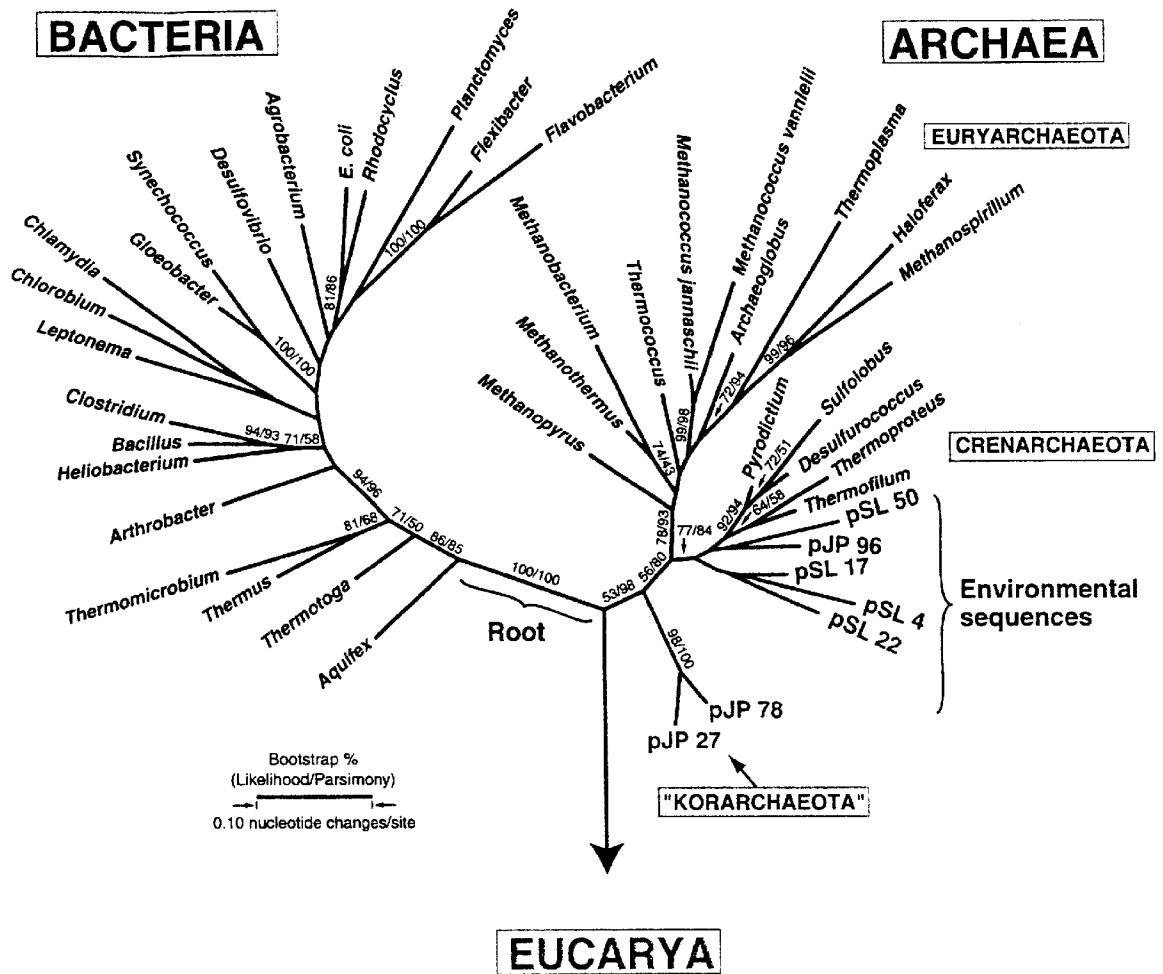 BACTERIA
ARCHAEA
EURYARCHAEOTA
CRENARCHAEOTA
Planctomyces
Flexibacter
Flavobacterium
Rhodocyclus
E. coli
Agrobacterium
Desulfovibrio
Synechococcus
Gloeobacter
Chlamydia
Chlorobium
Leptonema
Clostridium
Bacillus
Heliobacterium
Arthrobacter
Thermomicrobium
Thermus
Thermotoga
Aquifex
100/100
81/86
100/100
94/93
71/58
94/96
81/68
71/50
86/85
100/100
Root
Methanopyrus
Methanothermus
Methanobacterium
Thermococcus
Methanococcus jannaschii
Methanococcus vannielii
Archaeoglobus
Thermoplasma
Haloferax
Methanospirillum
Pyrodictium
Sulfolobus
Desulfurococcus
Thermoproteus
Thermofilum
pSL 50
pJP 96
pSL 17
pSL 4
pSL 22
pJP 78
pJP 27
74/43
99/98
72/94
99/96
72/51
64/58
92/94
77/84
78/93
56/80
53/98
98/100
Environmental
sequences
"KORARCHAEOTA"
Bootstrap %
(Likelihood/Parsimony)
0.10 nucleotide changes/site
EUCARYA